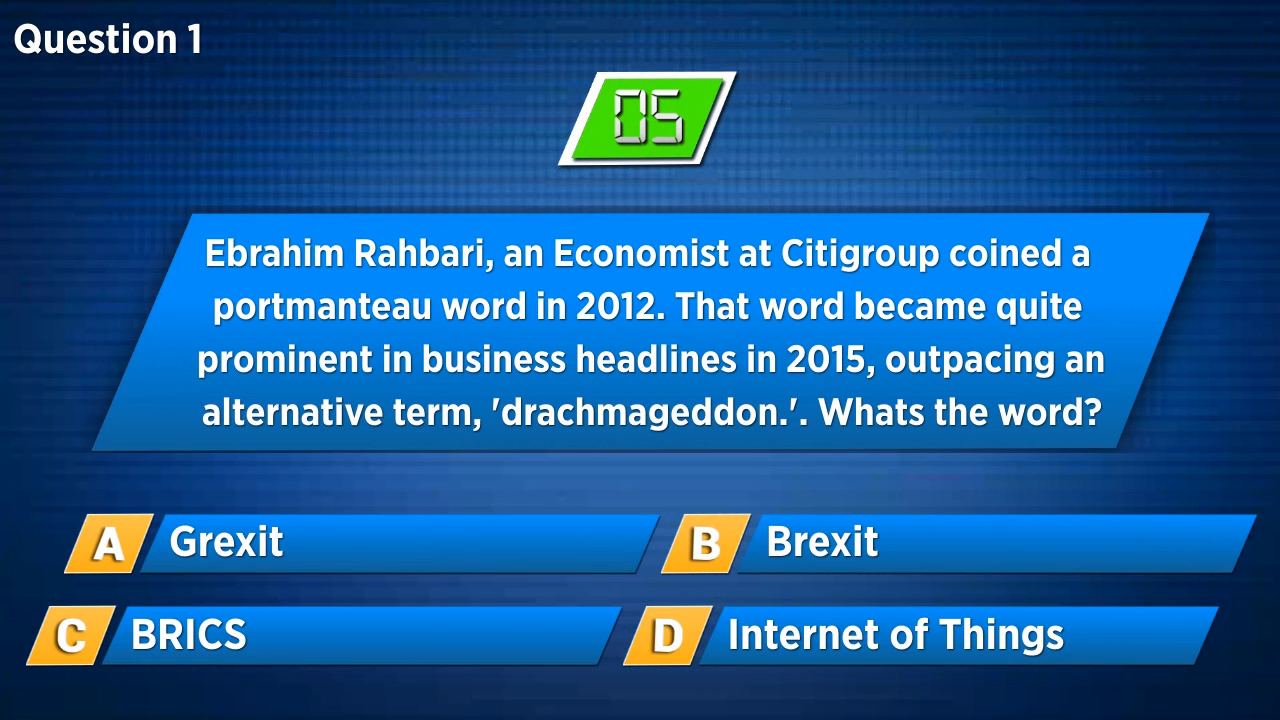 Question 1
05
Ebrahim Rahbari, an Economist at Citigroup coined a
portmanteau word in 2012. That word became quite
prominent in business headlines in 2015, outpacing an
alternative term, 'drachmageddon.'. Whats the word?
A Grexit
B Brexit
C BRICS
D Internet of Things